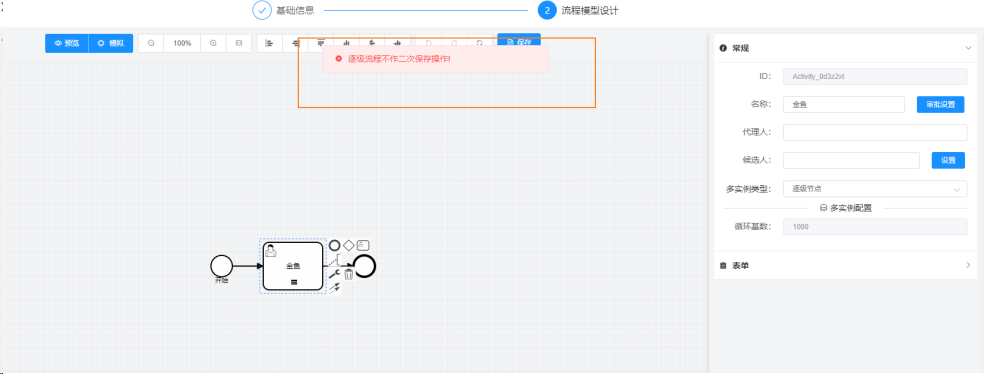 基础信息
2 流程模型设计
预览 模拟 100% 保存
逐级流程不作二次保存操作!
常规
ID: Activity_0d3z2xl
名称: 金鱼 审批设置
代理人:
候选人: 设置
多实例类型: 逐级节点
多实例配置
循环基数: 1000
表单
金鱼
开始